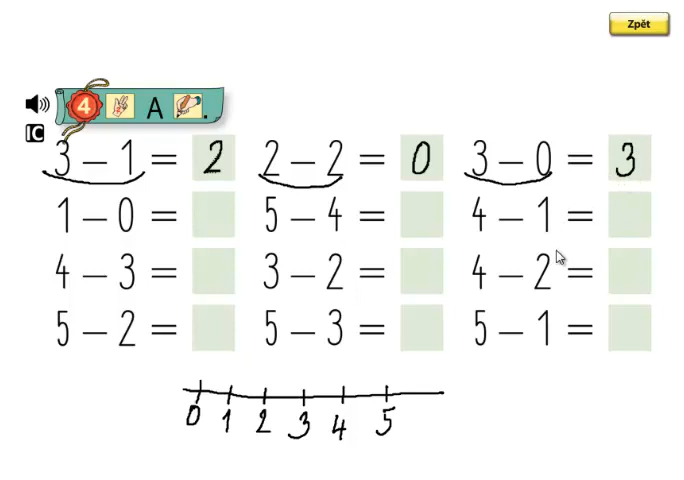 Zpět
4 A .
IC
3 – 1 = 2 2 – 2 = 0 3 – 0 = 3
1 – 0 = 5 – 4 = 4 – 1 =
4 – 3 = 3 – 2 = 4 – 2 =
5 – 2 = 5 – 3 = 5 – 1 =
0 1 2 3 4 5